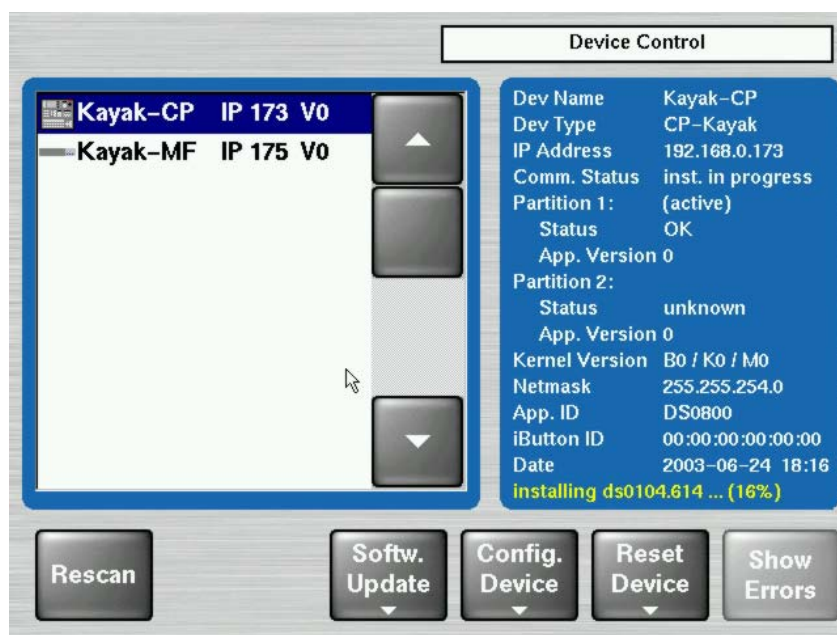 Device Control
Kayak-CP IP 173 V0
Kayak-MF IP 175 V0
Dev Name Kayak-CP
Dev Type CP-Kayak
IP Address 192.168.0.173
Comm. Status inst. in progress
Partition 1: (active)
Status OK
App. Version 0
Partition 2:
Status unknown
App. Version 0
Kernel Version B0 / K0 / M0
Netmask 255.255.254.0
App. ID DS0800
iButton ID 00:00:00:00:00:00
Date 2003-06-24 18:16
installing ds0104.614 ... (16%)
Rescan
Softw.
Update
Config.
Device
Reset
Device
Show
Errors